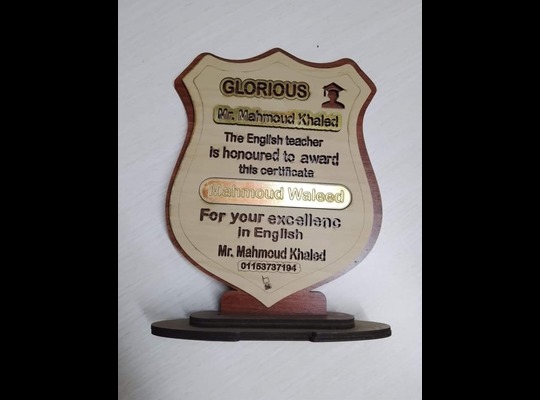 GLORIOUS
Mr. Mahmoud Khaled
The English teacher
is honoured to award
this certificate
Mahmoud Waleed
For your excellenc
in English
Mr. Mahmoud Khaled
01153737194